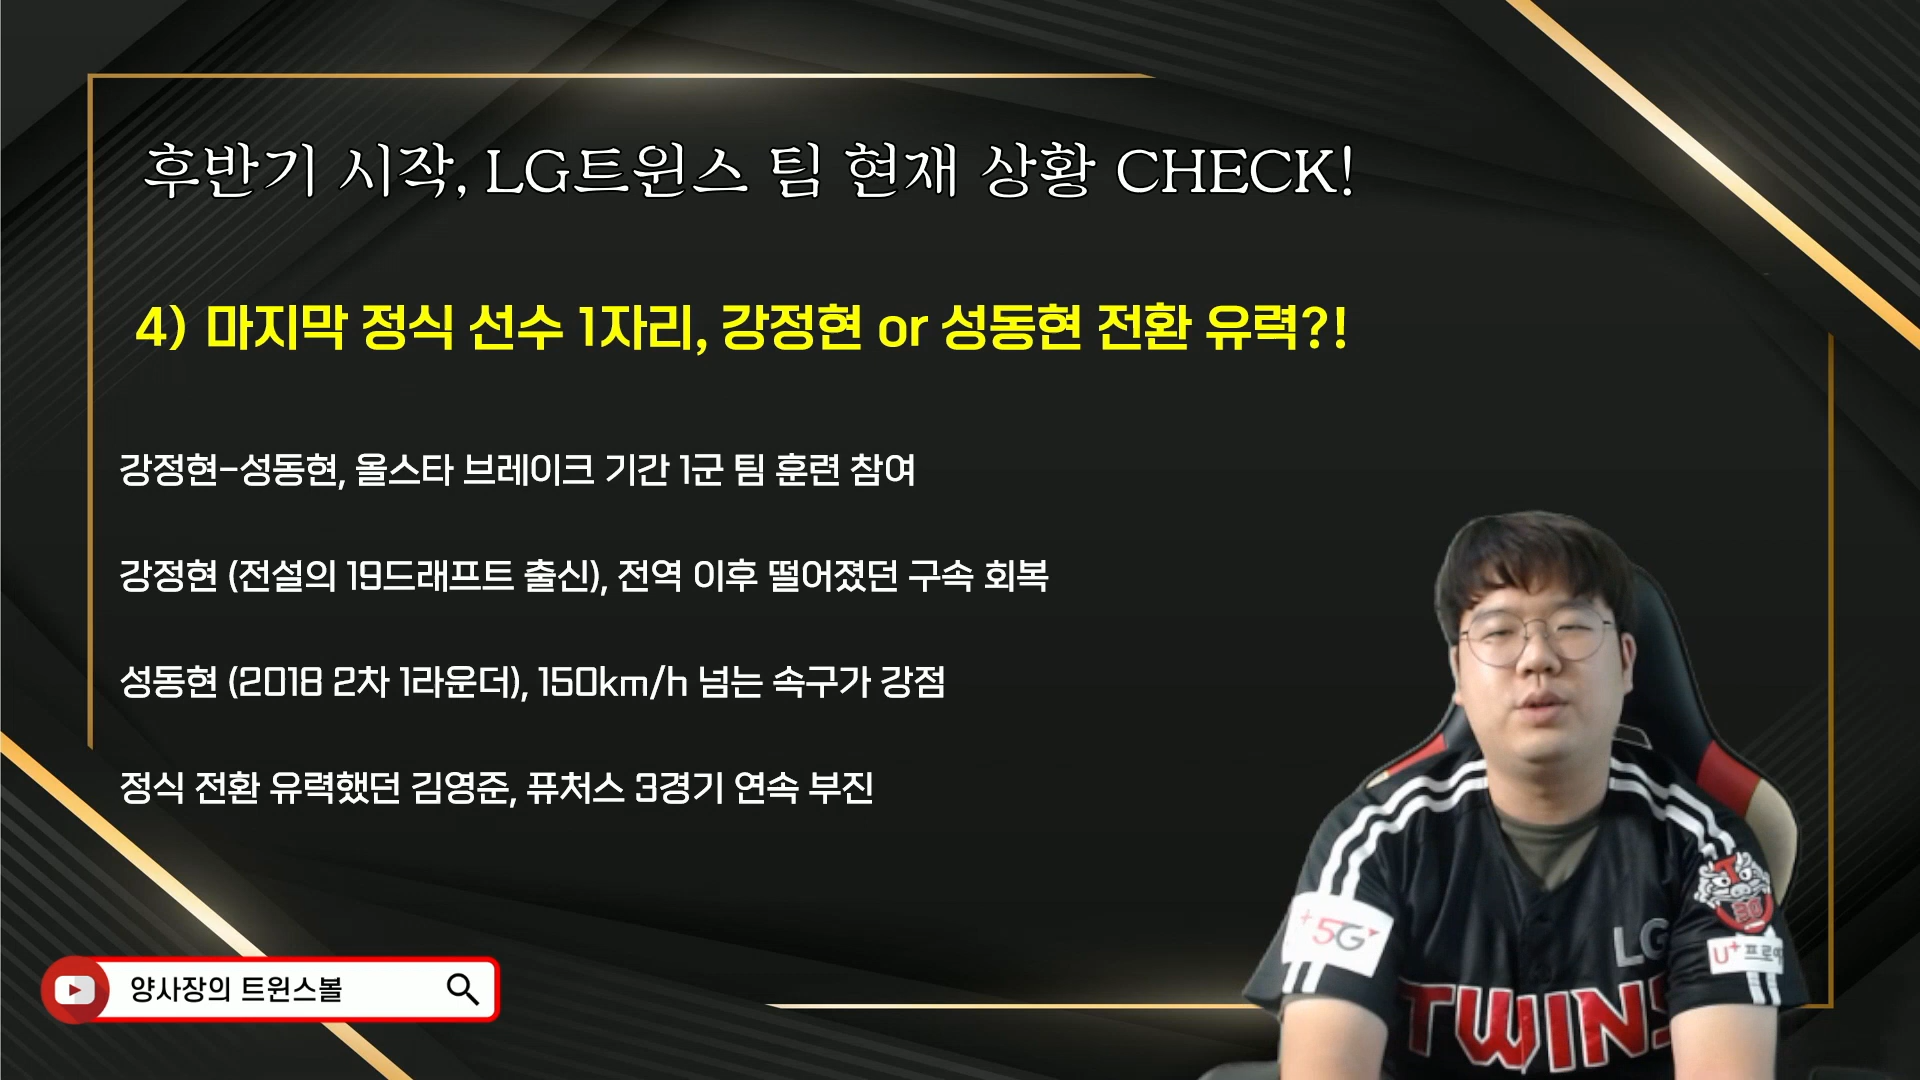 후반기 시작, LG트윈스 팀 현재 상황 CHECK!
4) 마지막 정식 선수 1자리, 강정현 or 성동현 전환 유력?!
강정현-성동현, 올스타 브레이크 기간 1군 팀 훈련 참여
강정현 (전설의 19드래프트 출신), 전역 이후 떨어졌던 구속 회복
성동현 (2018 2차 1라운더), 150km/h 넘는 속구가 강점
정식 전환 유력했던 김영준, 퓨처스 3경기 연속 부진
양사장의 트윈스볼
+5G
LG
30
U+프로야
TWINS